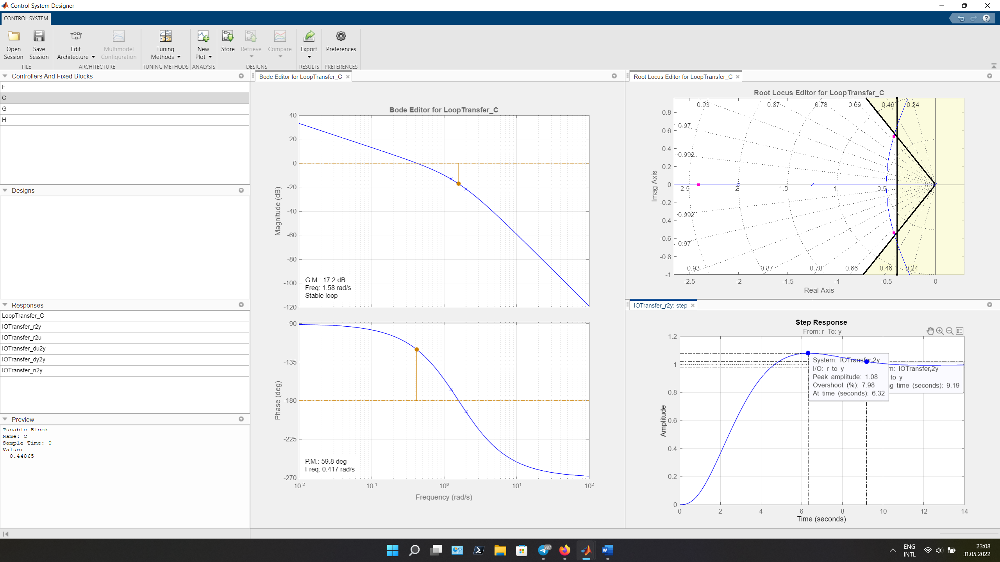 Control System Designer
CONTROL SYSTEM
Open Session
Save Session
Edit Architecture
Multimodel Configuration
Tuning Methods
New Plot
Store
Retrieve
Compare
Export
Preferences
FILE
ARCHITECTURE
TUNING METHODS
ANALYSIS
DESIGNS
RESULTS
PREFERENCES
Controllers And Fixed Blocks
F
C
G
H
Designs
Responses
LoopTransfer_C
IOTransfer_r2y
IOTransfer_r2u
IOTransfer_du2y
IOTransfer_dy2y
IOTransfer_n2y
Preview
Tunable Block
Name: C
Sample Time: 0
Value:
0.44865
Bode Editor for LoopTransfer_C
Bode Editor for LoopTransfer_C
40
20
0
-20
-40
-60
-80
-100
-120
Magnitude (dB)
G.M.: 17.2 dB
Freq: 1.58 rad/s
Stable loop
-90
-135
-180
-225
-270
Phase (deg)
P.M.: 59.8 deg
Freq: 0.417 rad/s
10-2 10-1 100 101 102
Frequency (rad/s)
Root Locus Editor for LoopTransfer_C
Root Locus Editor for LoopTransfer_C
0.93 0.87 0.78 0.66 0.46 0.24
0.97
0.992
2.5 2 1.5 1 0.5
0.992
0.97
0.93 0.87 0.78 0.66 0.46 0.24
0.8
0.6
0.4
0.2
0
-0.2
-0.4
-0.6
-0.8
-1
Imag Axis
-2.5 -2 -1.5 -1 -0.5 0
Real Axis
IOTransfer_r2y: step
Step Response
From: r To: y
1.2
1
0.8
0.6
0.4
0.2
0
Amplitude
System: IOTransfer_r2y
I/O: r to y
Peak amplitude: 1.08
Overshoot (%): 7.98
At time (seconds): 6.32
m: IOTransfer_r2y
to y
g time (seconds): 9.19
0 2 4 6 8 10 12 14
Time (seconds)
987
ENG
INTL
23:08
31.05.2022